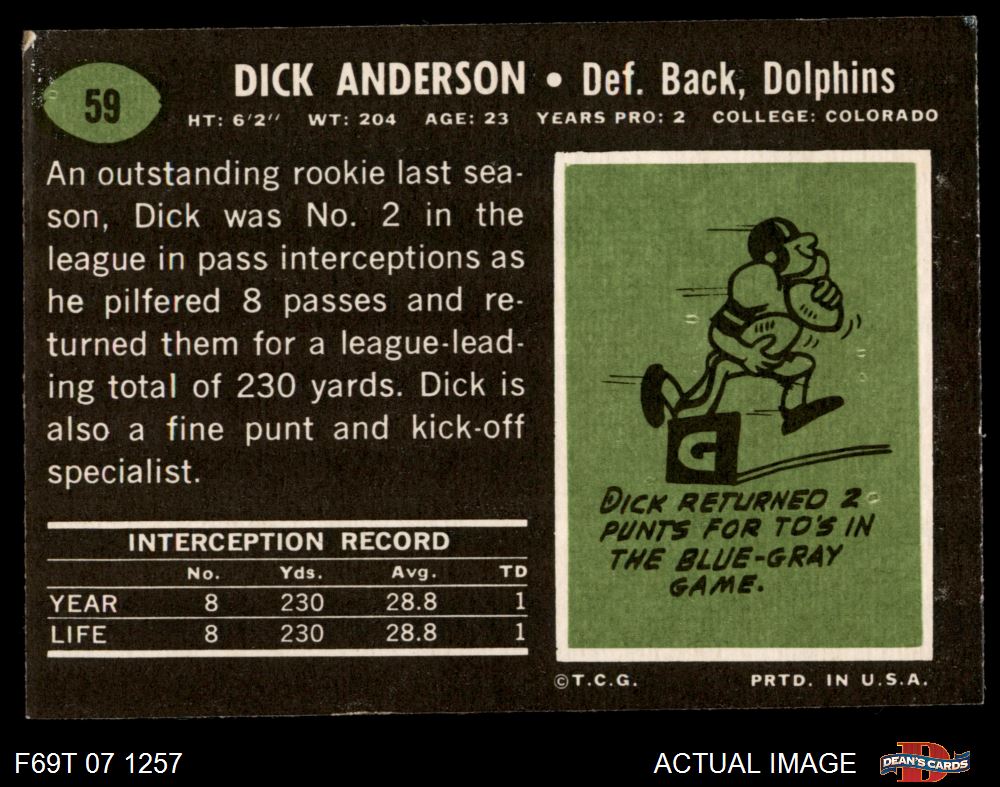 59
DICK ANDERSON • Def. Back, Dolphins
HT: 6'2" WT: 204 AGE: 23 YEARS PRO: 2 COLLEGE: COLORADO
An outstanding rookie last sea-
son, Dick was No. 2 in the
league in pass interceptions as
he pilfered 8 passes and re-
turned them for a league-lead-
ing total of 230 yards. Dick is
also a fine punt and kick-off
specialist.
INTERCEPTION RECORD
No. Yds. Avg. TD
YEAR 8 230 28.8 1
LIFE 8 230 28.8 1
G
DICK RETURNED 2
PUNTS FOR TD'S IN
THE BLUE-GRAY
GAME.
©T.C.G. PRTD. IN U.S.A.
F69T 07 1257
ACTUAL IMAGE
D
DEAN'S CARDS